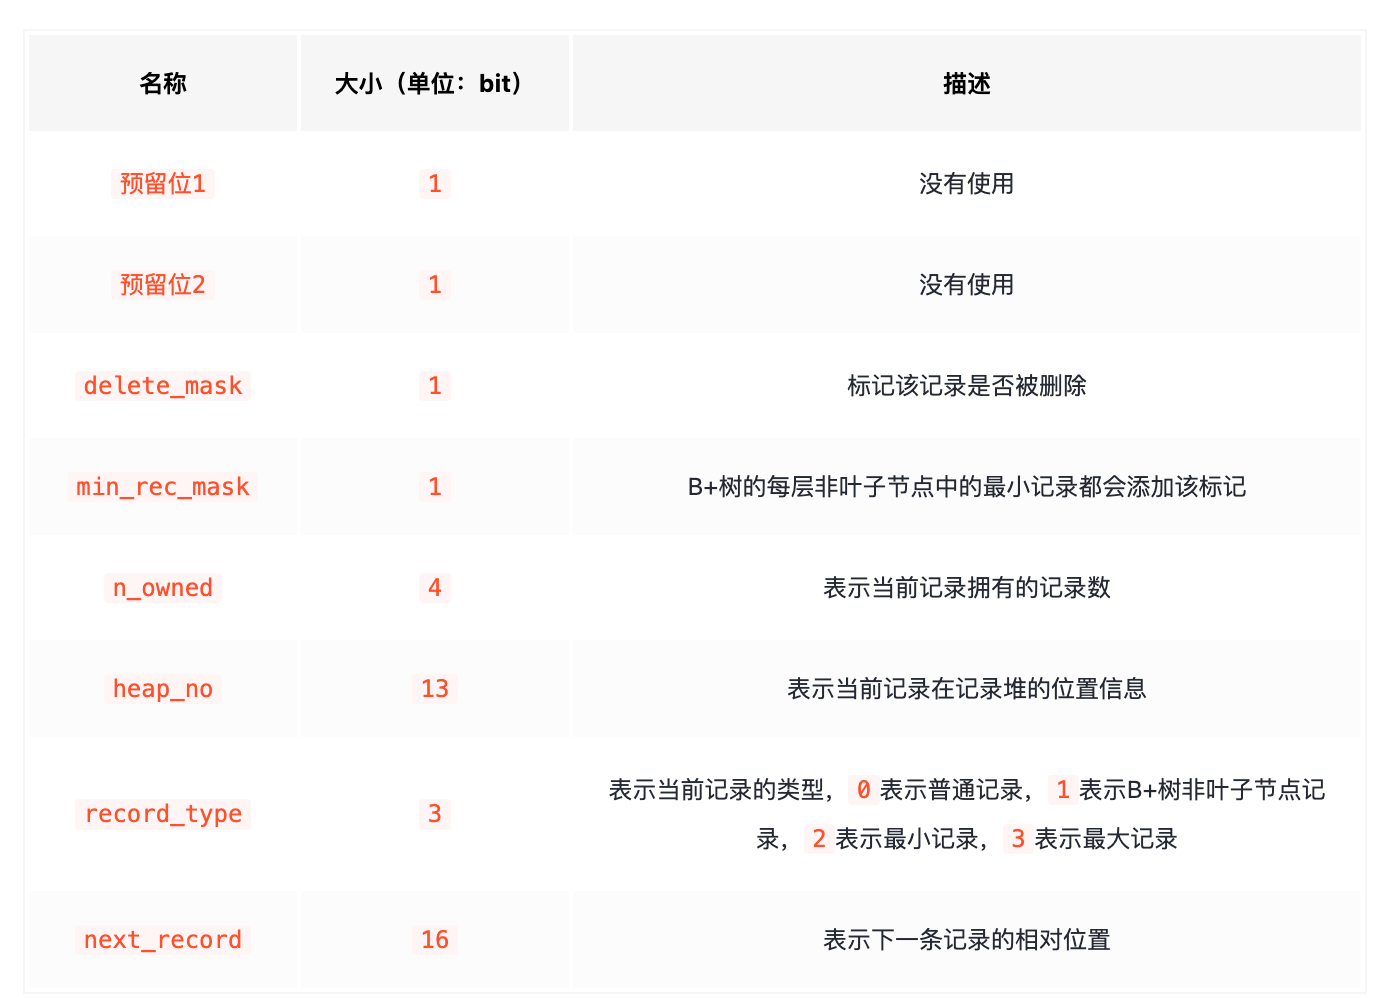 名称 大小（单位：bit） 描述
预留位1 1 没有使用
预留位2 1 没有使用
delete_mask 1 标记该记录是否被删除
min_rec_mask 1 B+树的每层非叶子节点中的最小记录都会添加该标记
n_owned 4 表示当前记录拥有的记录数
heap_no 13 表示当前记录在记录堆的位置信息
record_type 3 表示当前记录的类型，0表示普通记录，1表示B+树非叶子节点记
录，2表示最小记录，3表示最大记录
next_record 16 表示下一条记录的相对位置